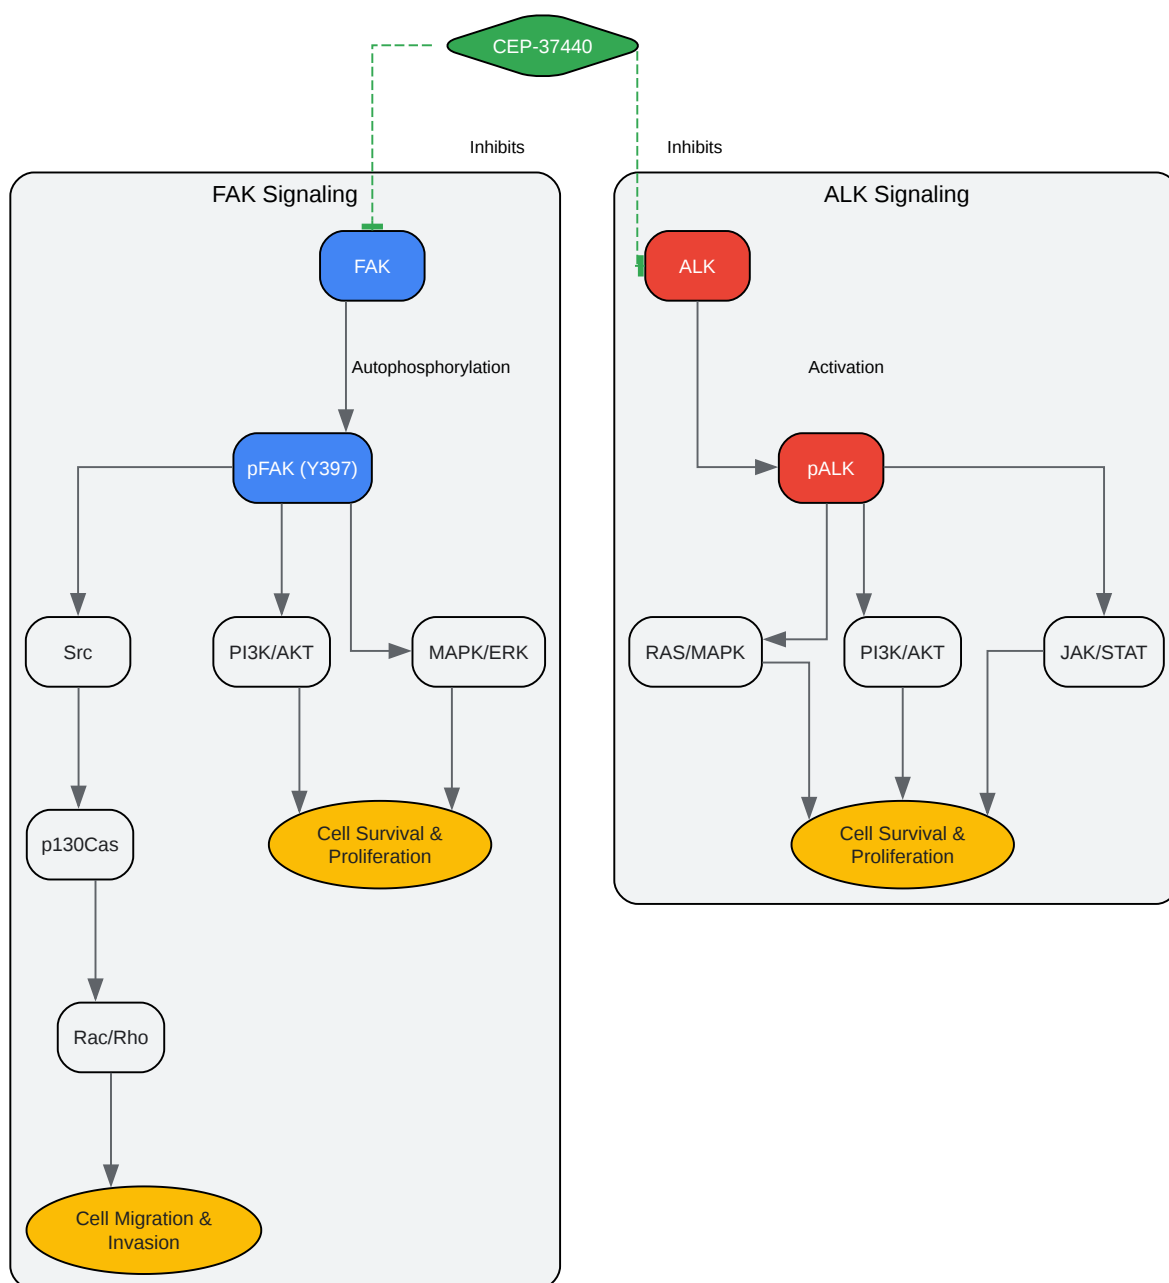 CEP-37440
Inhibits
Inhibits
FAK Signaling
FAK
Autophosphorylation
pFAK (Y397)
Src
PI3K/AKT
MAPK/ERK
p130Cas
Cell Survival &
Proliferation
Rac/Rho
Cell Migration &
Invasion
ALK Signaling
ALK
Activation
pALK
RAS/MAPK
PI3K/AKT
JAK/STAT
Cell Survival &
Proliferation